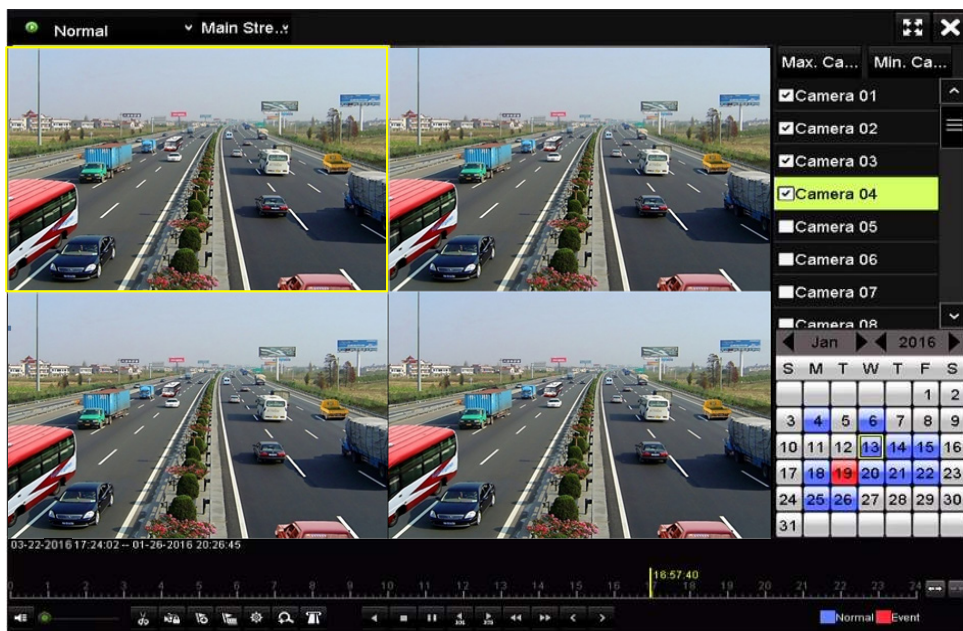 Normal Main Stre..
Max. Ca... Min. Ca...
Camera 01
Camera 02
Camera 03
Camera 04
Camera 05
Camera 06
Camera 07
Camera 08
Jan 2016
S M T W T F S
1 2
3 4 5 6 7 8 9
10 11 12 13 14 15 16
17 18 19 20 21 22 23
24 25 26 27 28 29 30
31
03-22-2016 17:24:02 -- 01-26-2016 20:26:45
16:57:40
0 1 2 3 4 5 6 7 8 9 10 11 12 13 14 15 16 17 18 19 20 21 22 23 24
Normal Event